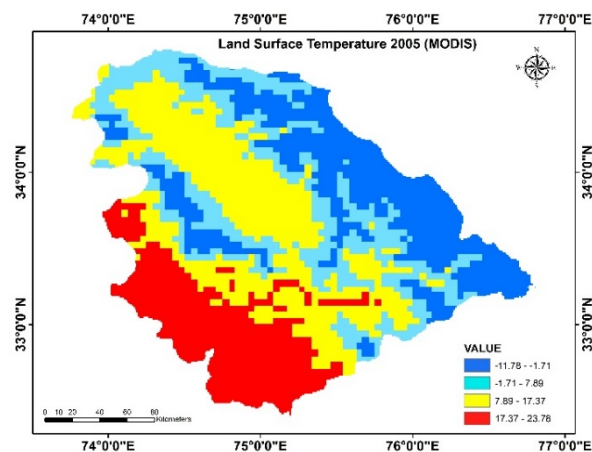 74°0'0"E 75°0'0"E 76°0'0"E 77°0'0"E
Land Surface Temperature 2005 (MODIS)
N
W E
S
34°0'0"N 34°0'0"N
33°0'0"N 33°0'0"N
VALUE
-11.78 - -1.71
-1.71 - 7.89
7.89 - 17.37
17.37 - 23.78
0 10 20 40 60 80
Kilometers
74°0'0"E 75°0'0"E 76°0'0"E 77°0'0"E